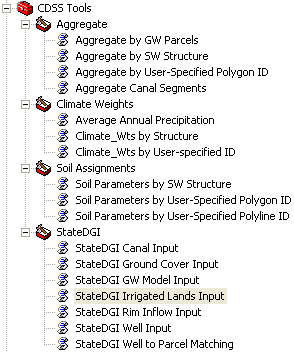 CDSS Tools
Aggregate
Aggregate by GW Parcels
Aggregate by SW Structure
Aggregate by User-Specified Polygon ID
Aggregate Canal Segments
Climate Weights
Average Annual Precipitation
Climate_Wts by Structure
Climate_Wts by User-specified ID
Soil Assignments
Soil Parameters by SW Structure
Soil Parameters by User-Specified Polygon ID
Soil Parameters by User-Specified Polyline ID
StateDGI
StateDGI Canal Input
StateDGI Ground Cover Input
StateDGI GW Model Input
StateDGI Irrigated Lands Input
StateDGI Rim Inflow Input
StateDGI Well Input
StateDGI Well to Parcel Matching